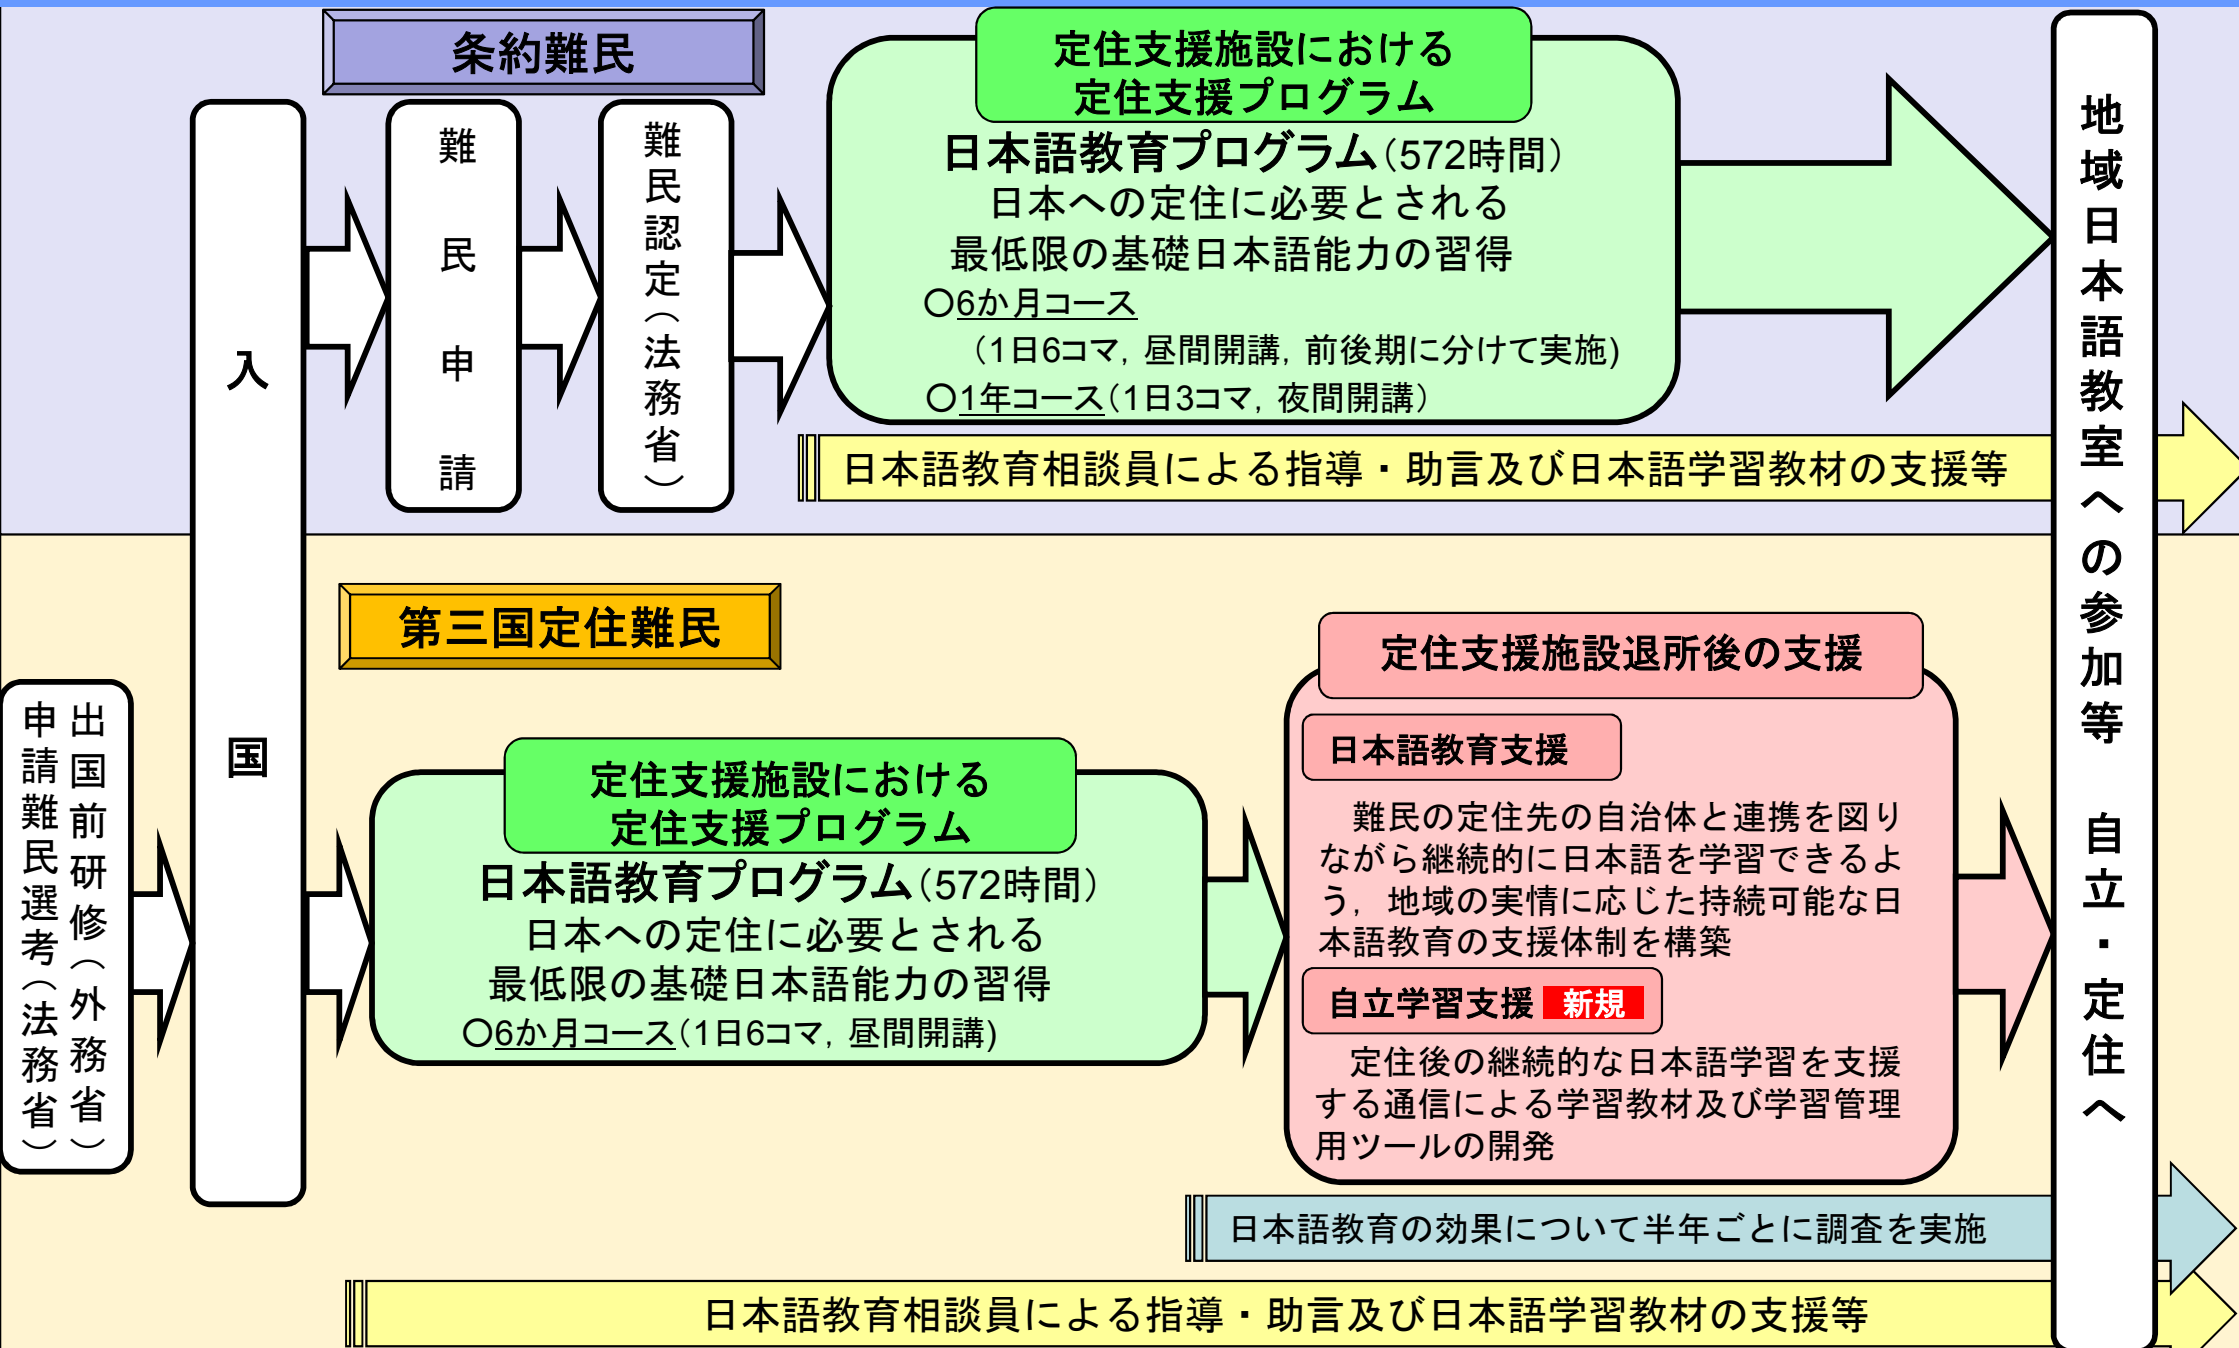 条約難民
入国
難民申請
難民認定（法務省）
定住支援施設における
定住支援プログラム
日本語教育プログラム（572時間）
日本への定住に必要とされる
最低限の基礎日本語能力の習得
○6か月コース
（1日6コマ，昼間開講，前後期に分けて実施)
○1年コース（1日3コマ，夜間開講）
日本語教育相談員による指導・助言及び日本語学習教材の支援等
地域日本語教室への参加等　自立・定住へ
第三国定住難民
出国前研修（外務省）
申請難民選考（法務省）
定住支援施設における
定住支援プログラム
日本語教育プログラム（572時間）
日本への定住に必要とされる
最低限の基礎日本語能力の習得
○6か月コース（1日6コマ，昼間開講)
定住支援施設退所後の支援
日本語教育支援
難民の定住先の自治体と連携を図り
ながら継続的に日本語を学習できるよ
う，地域の実情に応じた持続可能な日
本語教育の支援体制を構築
自立学習支援 新規
定住後の継続的な日本語学習を支援
する通信による学習教材及び学習管理
用ツールの開発
日本語教育の効果について半年ごとに調査を実施
日本語教育相談員による指導・助言及び日本語学習教材の支援等